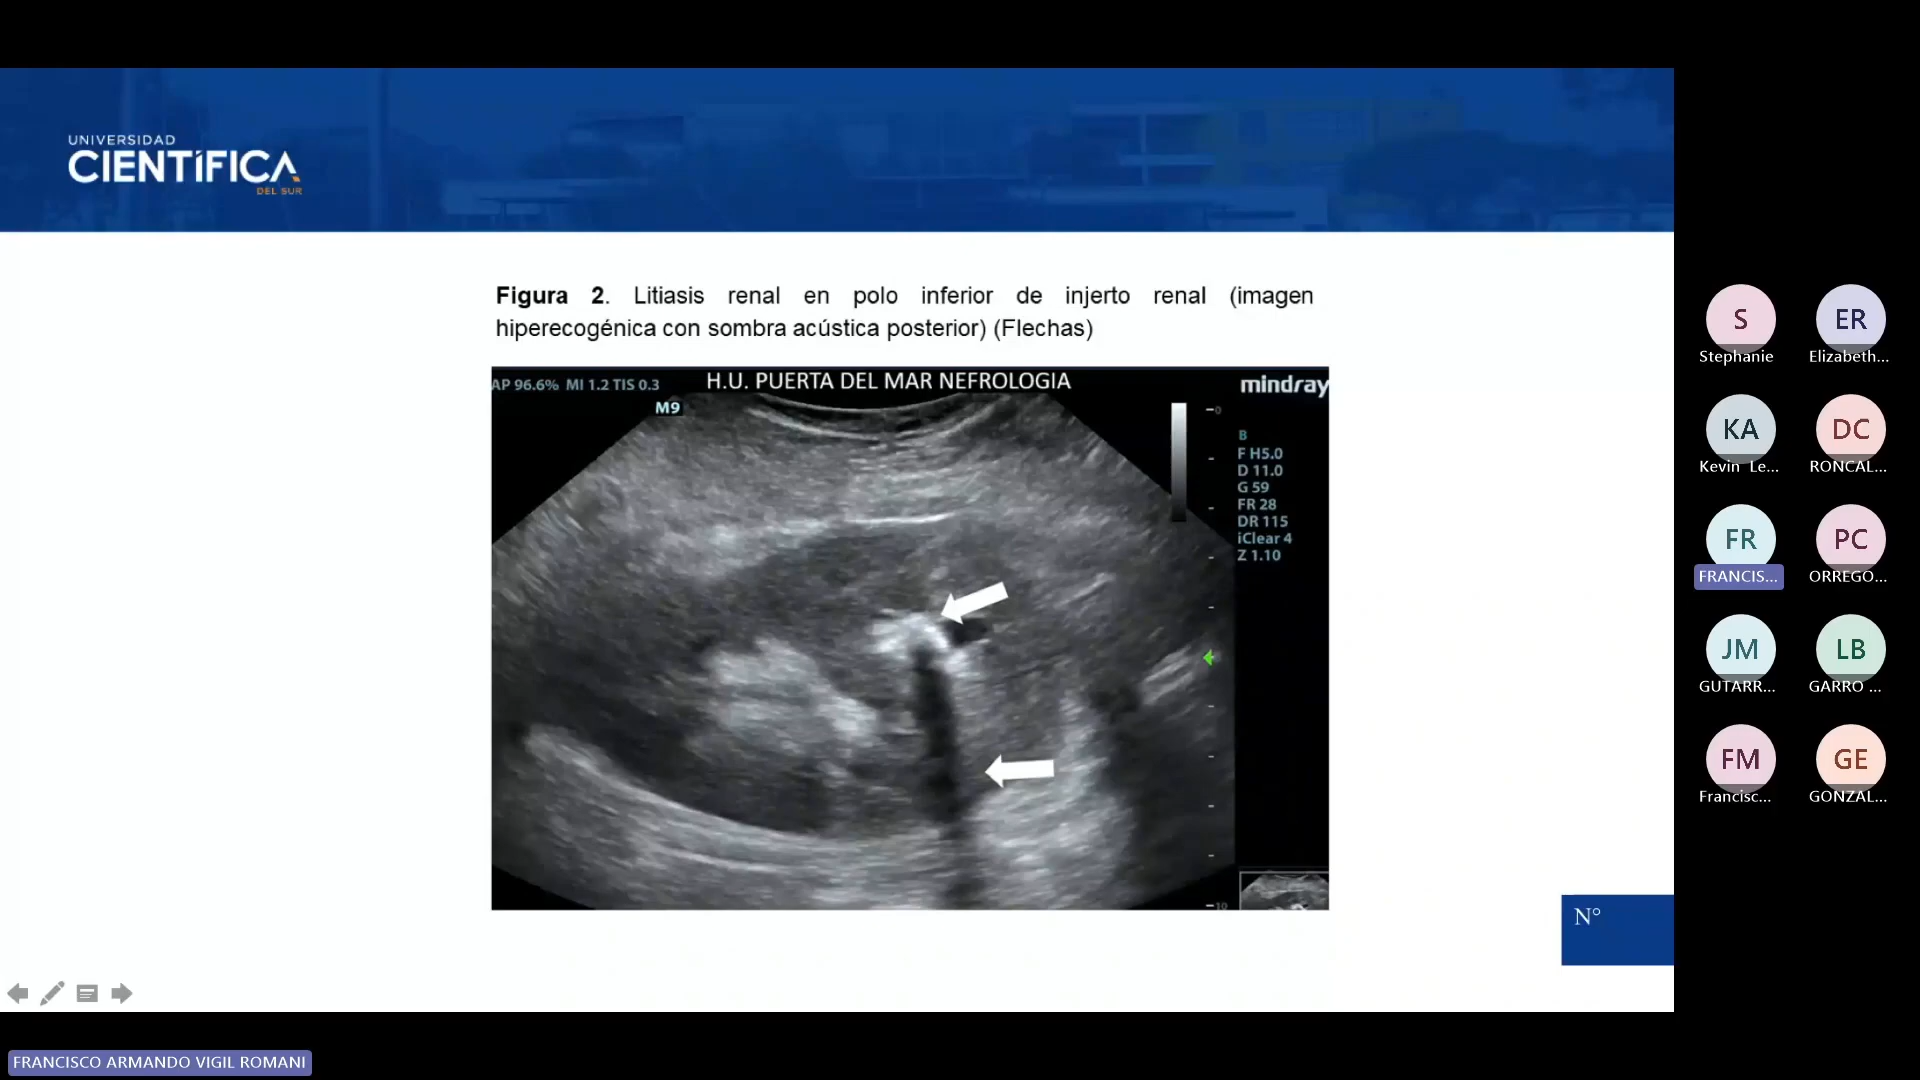 UNIVERSIDAD
CIENTÍFICA
DEL SUR
Figura 2. Litiasis renal en polo inferior de injerto renal (imagen
hiperecogénica con sombra acústica posterior) (Flechas)
AP 96.6% MI 1.2 TIS 0.3
H.U. PUERTA DEL MAR NEFROLOGIA
mindray
M9
0
B
F H5.0
D 11.0
G 59
FR 28
DR 115
iClear 4
Z 1.10
10
N°
S
Stephanie
ER
Elizabeth...
KA
Kevin Le...
DC
RONCAL...
FR
FRANCIS...
PC
ORREGO...
JM
GUTARR...
LB
GARRO ...
FM
Francisc...
GE
GONZAL...
FRANCISCO ARMANDO VIGIL ROMANI